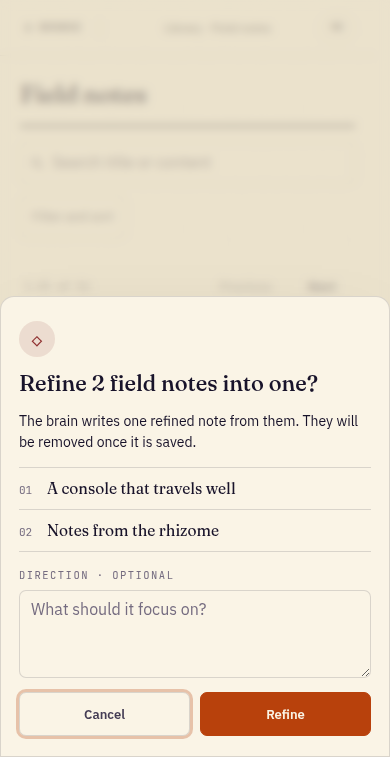 Field notes
Refine 2 field notes into one?
The brain writes one refined note from them. They will
be removed once it is saved.
01 A console that travels well
02 Notes from the rhizome
DIRECTION · OPTIONAL
What should it focus on?
Cancel
Refine